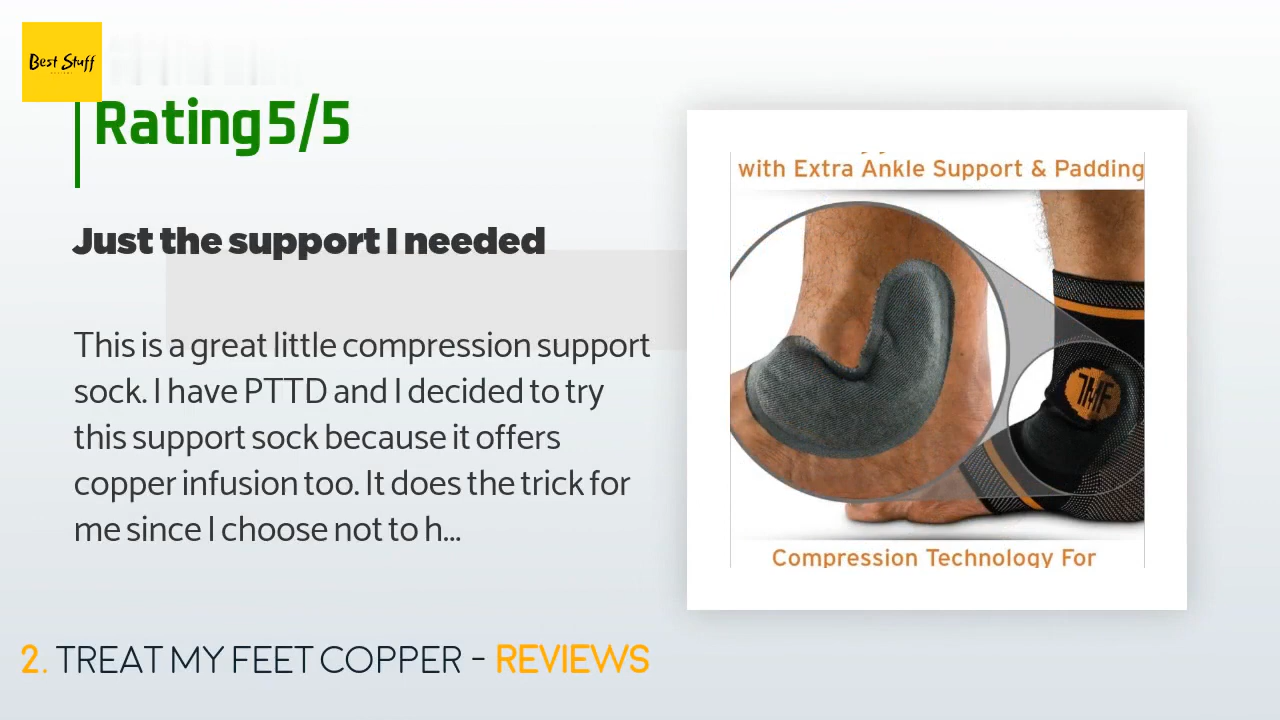 Best Stuff
Rating 5/5
Just the support I needed
This is a great little compression support
sock. I have PTTD and I decided to try
this support sock because it offers
copper infusion too. It does the trick for
me since I choose not to h...
with Extra Ankle Support & Padding
TMF
Compression Technology For
2. TREAT MY FEET COPPER - REVIEWS